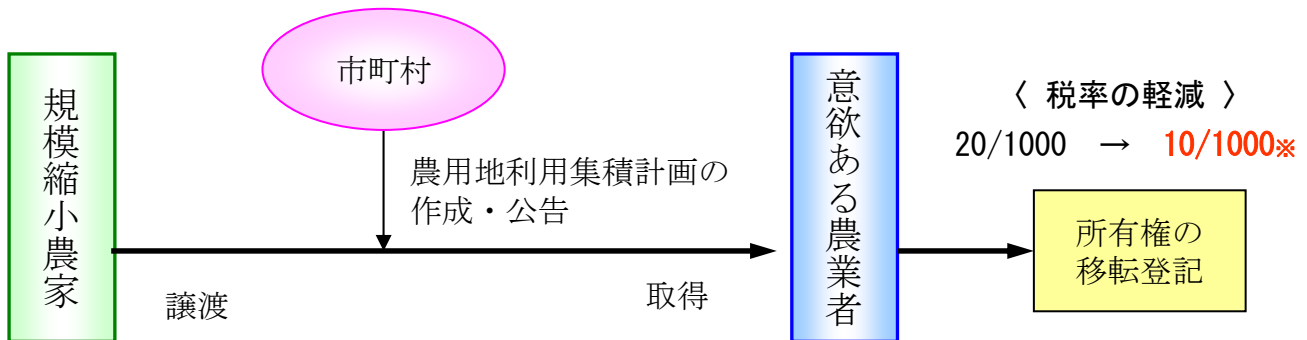 規模縮小農家
市町村
農用地利用集積計画の
作成・公告
譲渡
取得
意欲ある農業者
〈 税率の軽減 〉
20/1000 → 10/1000※
所有権の
移転登記